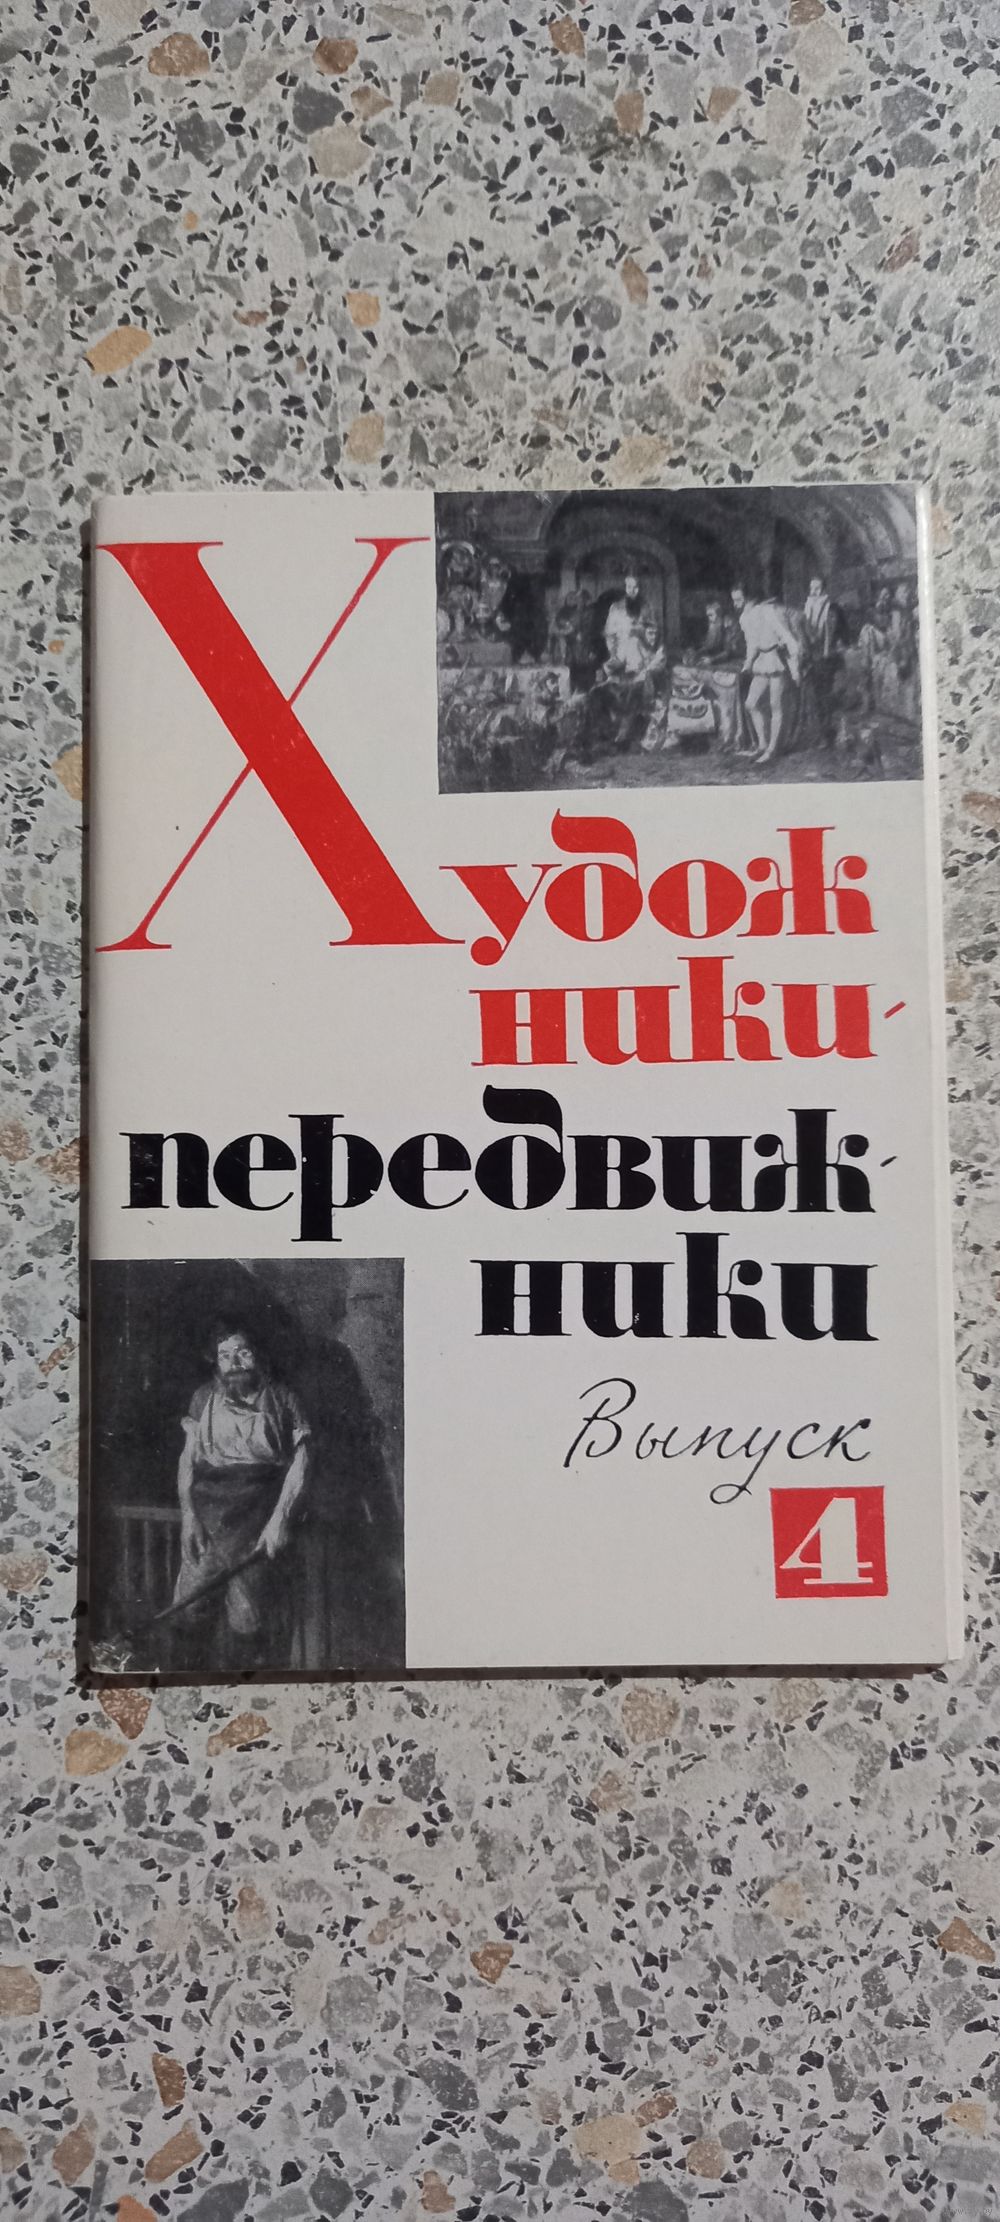 Худож
ники-
передвиж-
ники
Выпуск
4